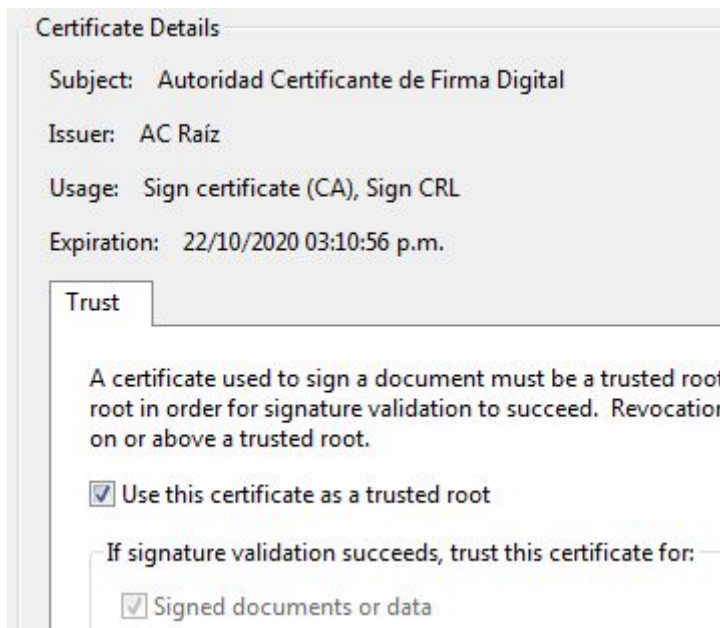 Certificate Details
Subject: Autoridad Certificante de Firma Digital
Issuer: AC Raíz
Usage: Sign certificate (CA), Sign CRL
Expiration: 22/10/2020 03:10:56 p.m.
Trust
A certificate used to sign a document must be a trusted root
root in order for signature validation to succeed. Revocation
on or above a trusted root.
Use this certificate as a trusted root
If signature validation succeeds, trust this certificate for:
Signed documents or data